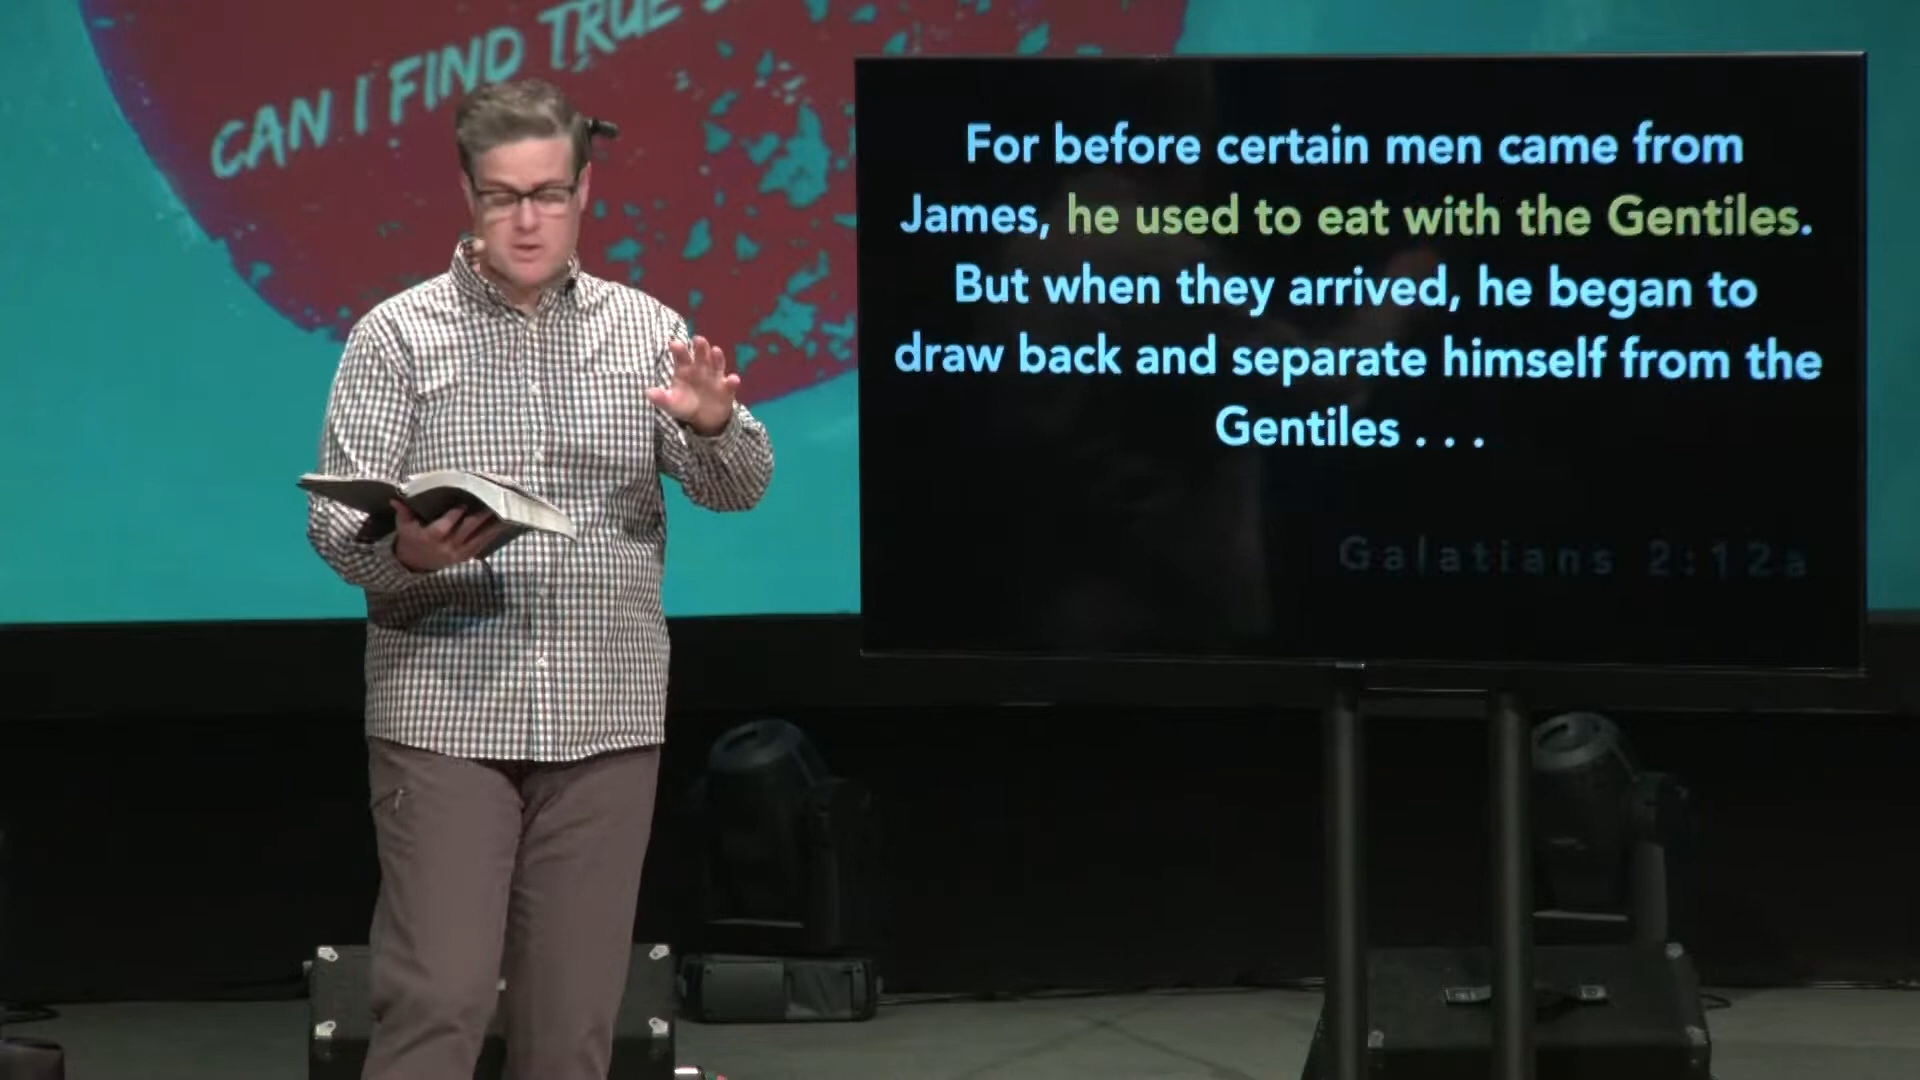 CAN I FIND TRUE
For before certain men came from
James, he used to eat with the Gentiles.
But when they arrived, he began to
draw back and separate himself from the
Gentiles . . .
Galatians 2:12a